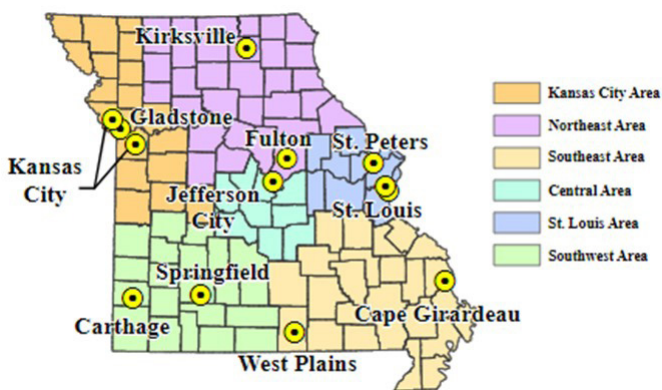 Kirksville
Gladstone
Kansas
City
Fulton
St. Peters
Jefferson
City
St. Louis
Springfield
Carthage
Cape Girardeau
West Plains
Kansas City Area
Northeast Area
Southeast Area
Central Area
St. Louis Area
Southwest Area